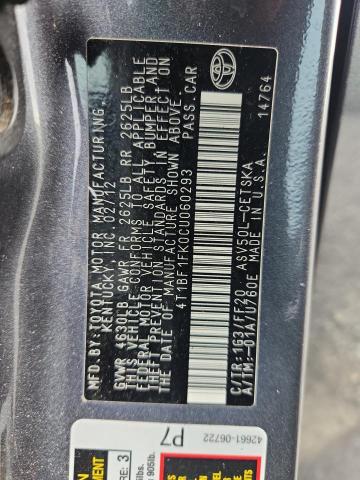 MFD. BY: TOYOTA MOTOR MANUFACTURING,
KENTUCKY, INC. 02/12
GVWR 4630LB GAWR FR 2625LB RR 2625LB
THIS VEHICLE CONFORMS TO ALL APPLICABLE
FEDERAL MOTOR VEHICLE SAFETY, BUMPER AND
THEFT PREVENTION STANDARDS IN EFFECT ON
THE DATE OF MANUFACTURE SHOWN ABOVE.
4T1BF1FK0CU060293 PASS. CAR
C/TR: 1G3/FF20 ASV50L-CETSKA
A/TM: -01A/U760E MADE IN U.S.A.
14764
42661-06722
P7